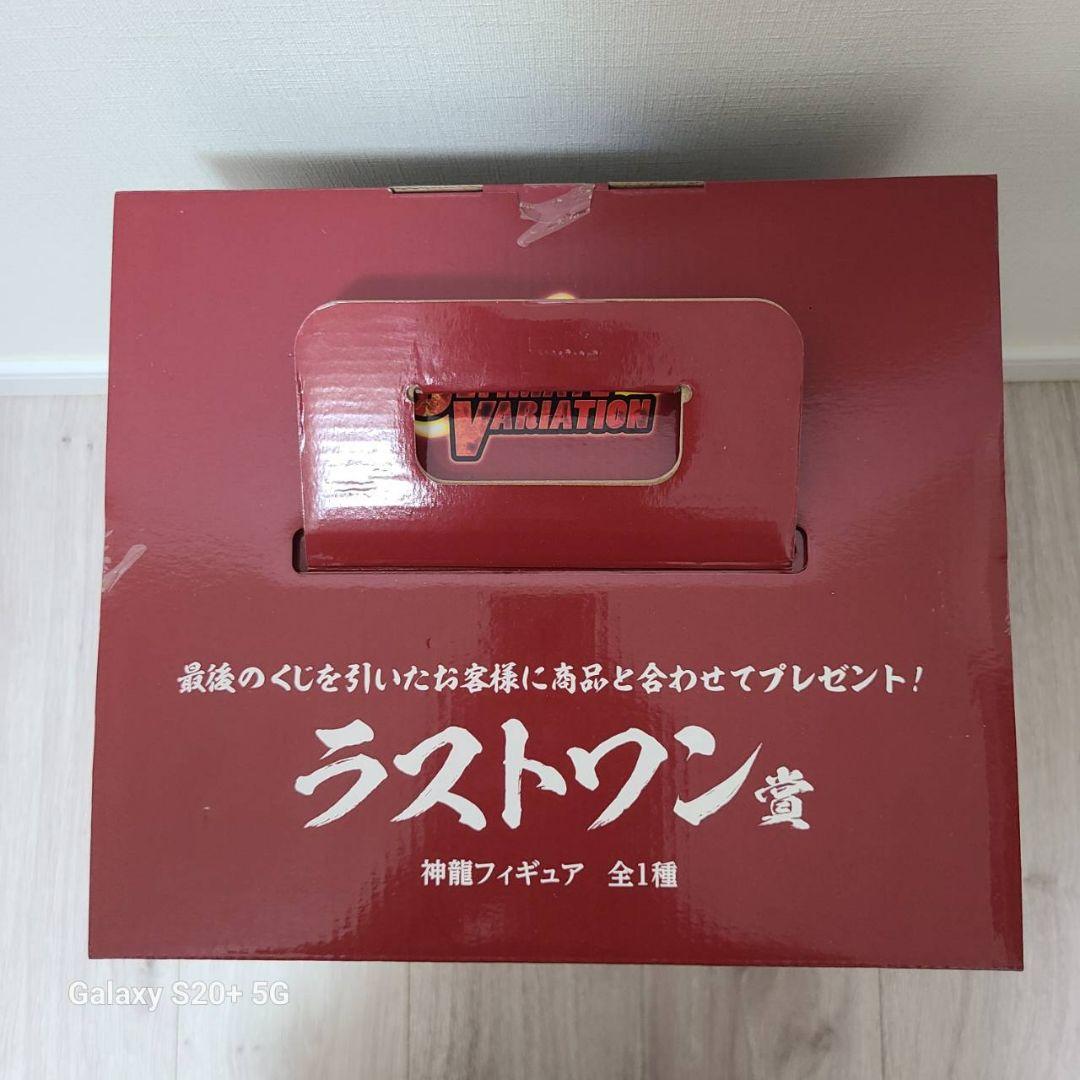 VARIATION
最後のくじを引いたお客様に商品と合わせてプレゼント!
ラストワン賞
神龍フィギュア 全1種
Galaxy S20+ 5G